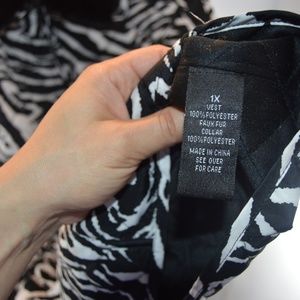 1X
VEST
100%POLYESTER
FAUX FUR
COLLAR
100%POLYESTER
MADE IN CHINA
SEE OVER
FOR CARE